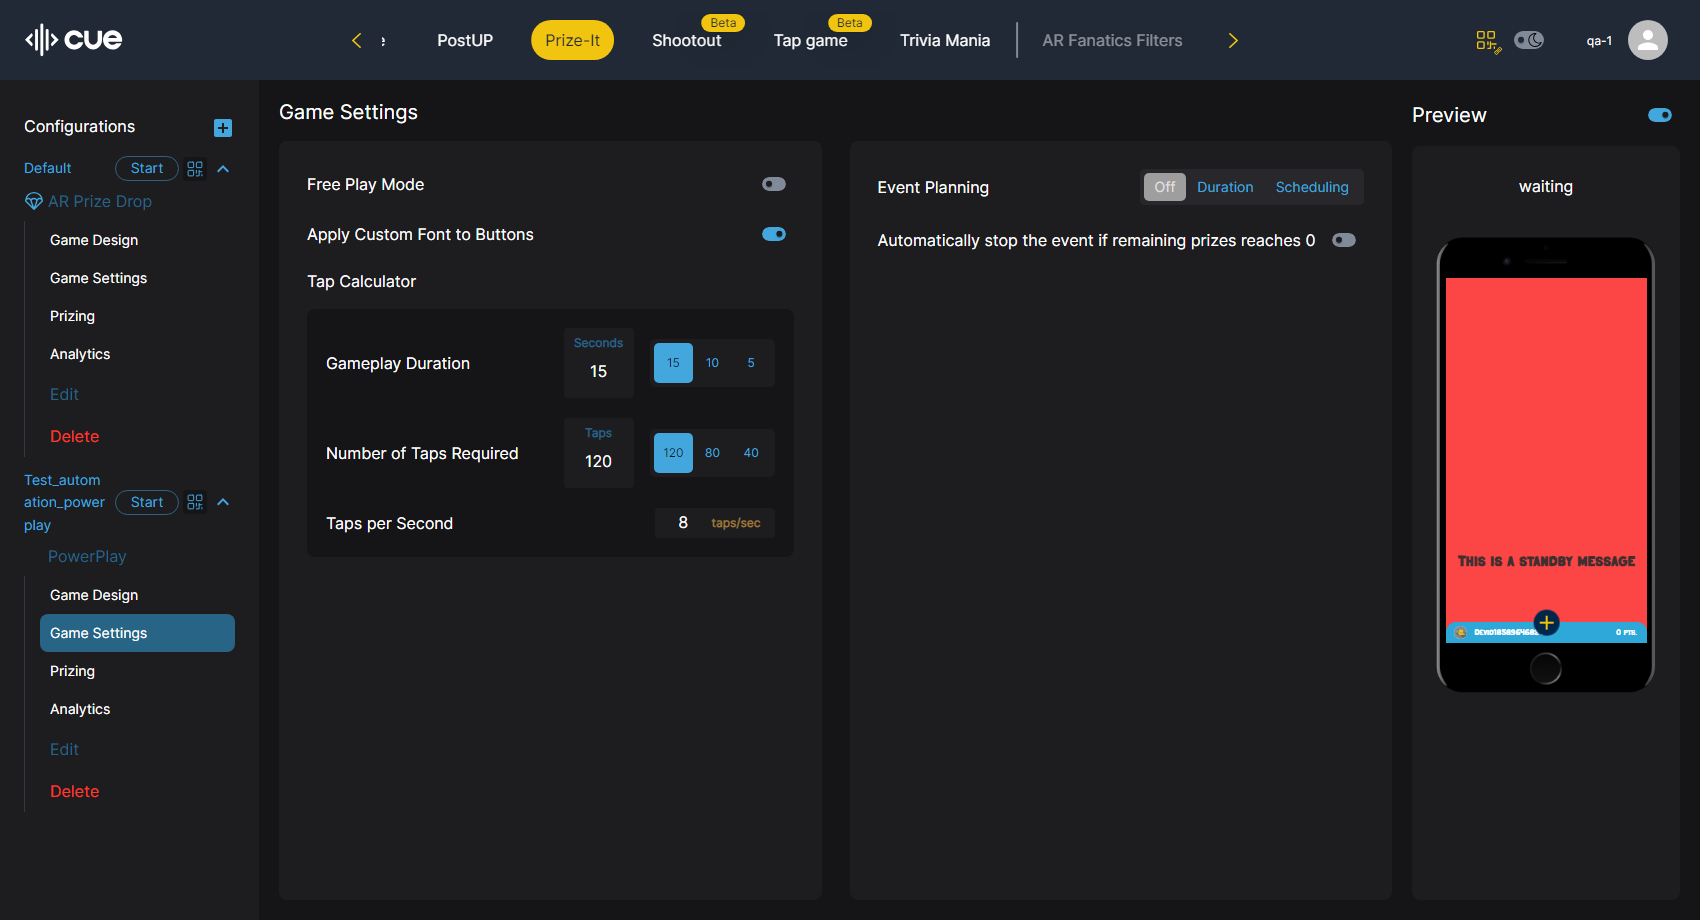 cue
e
PostUP
Prize-It
Beta
Shootout
Beta
Tap game
Trivia Mania
AR Fanatics Filters
qa-1
Configurations
Default
Start
AR Prize Drop
Game Design
Game Settings
Prizing
Analytics
Edit
Delete
Test_autom
ation_power
play
Start
PowerPlay
Game Design
Game Settings
Prizing
Analytics
Edit
Delete
Game Settings
Free Play Mode
Apply Custom Font to Buttons
Tap Calculator
Gameplay Duration
Seconds
15
15 10 5
Number of Taps Required
Taps
120
120 80 40
Taps per Second
8 taps/sec
Event Planning
Off Duration Scheduling
Automatically stop the event if remaining prizes reaches 0
Preview
waiting
This is a standby message
0 pts.